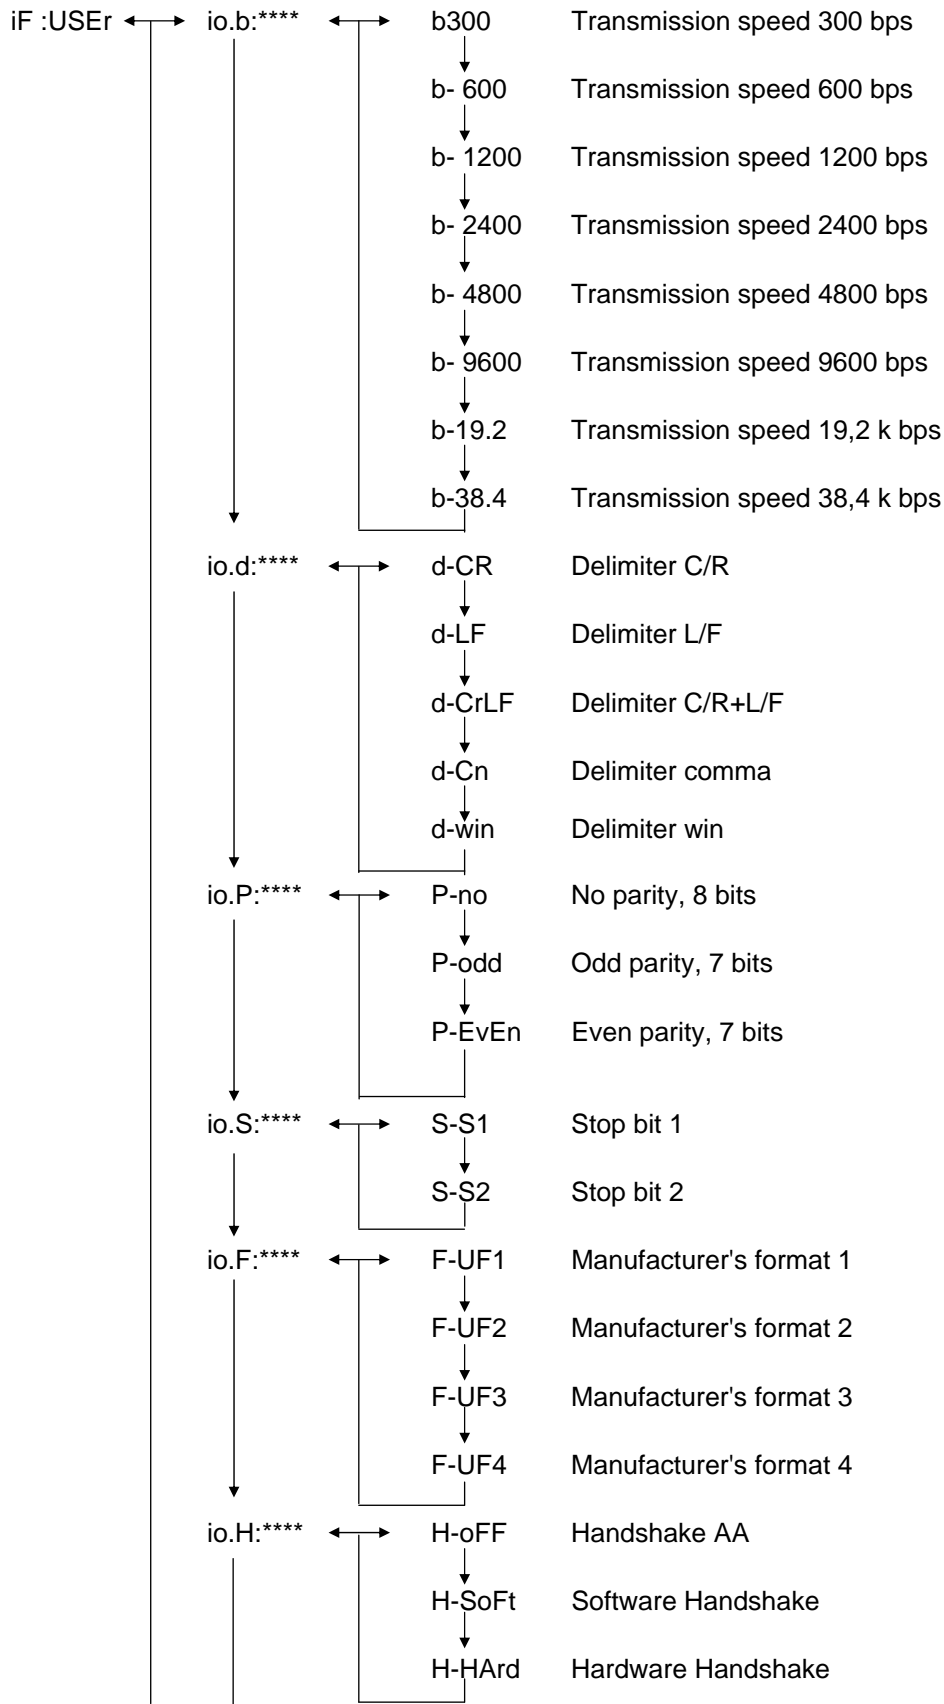 iF :USEr io.b:**** b300 Transmission speed 300 bps
b- 600 Transmission speed 600 bps
b- 1200 Transmission speed 1200 bps
b- 2400 Transmission speed 2400 bps
b- 4800 Transmission speed 4800 bps
b- 9600 Transmission speed 9600 bps
b-19.2 Transmission speed 19,2 k bps
b-38.4 Transmission speed 38,4 k bps
io.d:**** d-CR Delimiter C/R
d-LF Delimiter L/F
d-CrLF Delimiter C/R+L/F
d-Cn Delimiter comma
d-win Delimiter win
io.P:**** P-no No parity, 8 bits
P-odd Odd parity, 7 bits
P-EvEn Even parity, 7 bits
io.S:**** S-S1 Stop bit 1
S-S2 Stop bit 2
io.F:**** F-UF1 Manufacturer's format 1
F-UF2 Manufacturer's format 2
F-UF3 Manufacturer's format 3
F-UF4 Manufacturer's format 4
io.H:**** H-oFF Handshake AA
H-SoFt Software Handshake
H-HArd Hardware Handshake